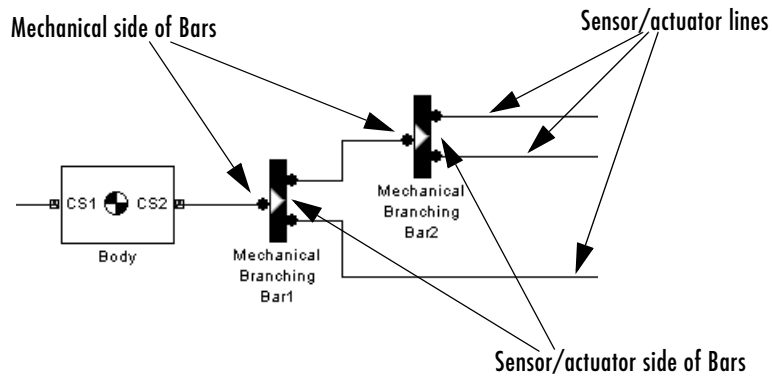 Mechanical side of Bars
Sensor/actuator lines
CS1
CS2
Body
Mechanical
Branching
Bar1
Mechanical
Branching
Bar2
Sensor/actuator side of Bars